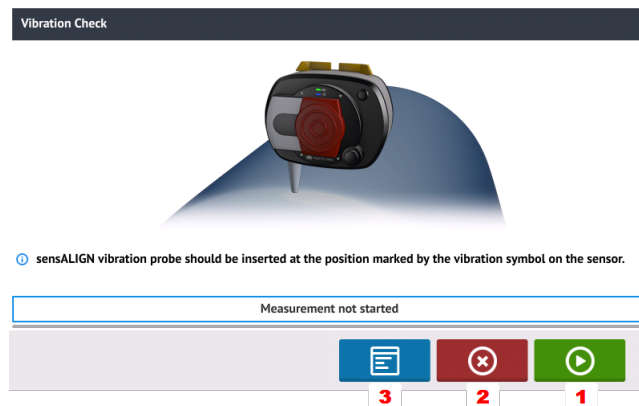 Vibration Check
sensALIGN vibration probe should be inserted at the position marked by the vibration symbol on the sensor.
Measurement not started
3 2 1